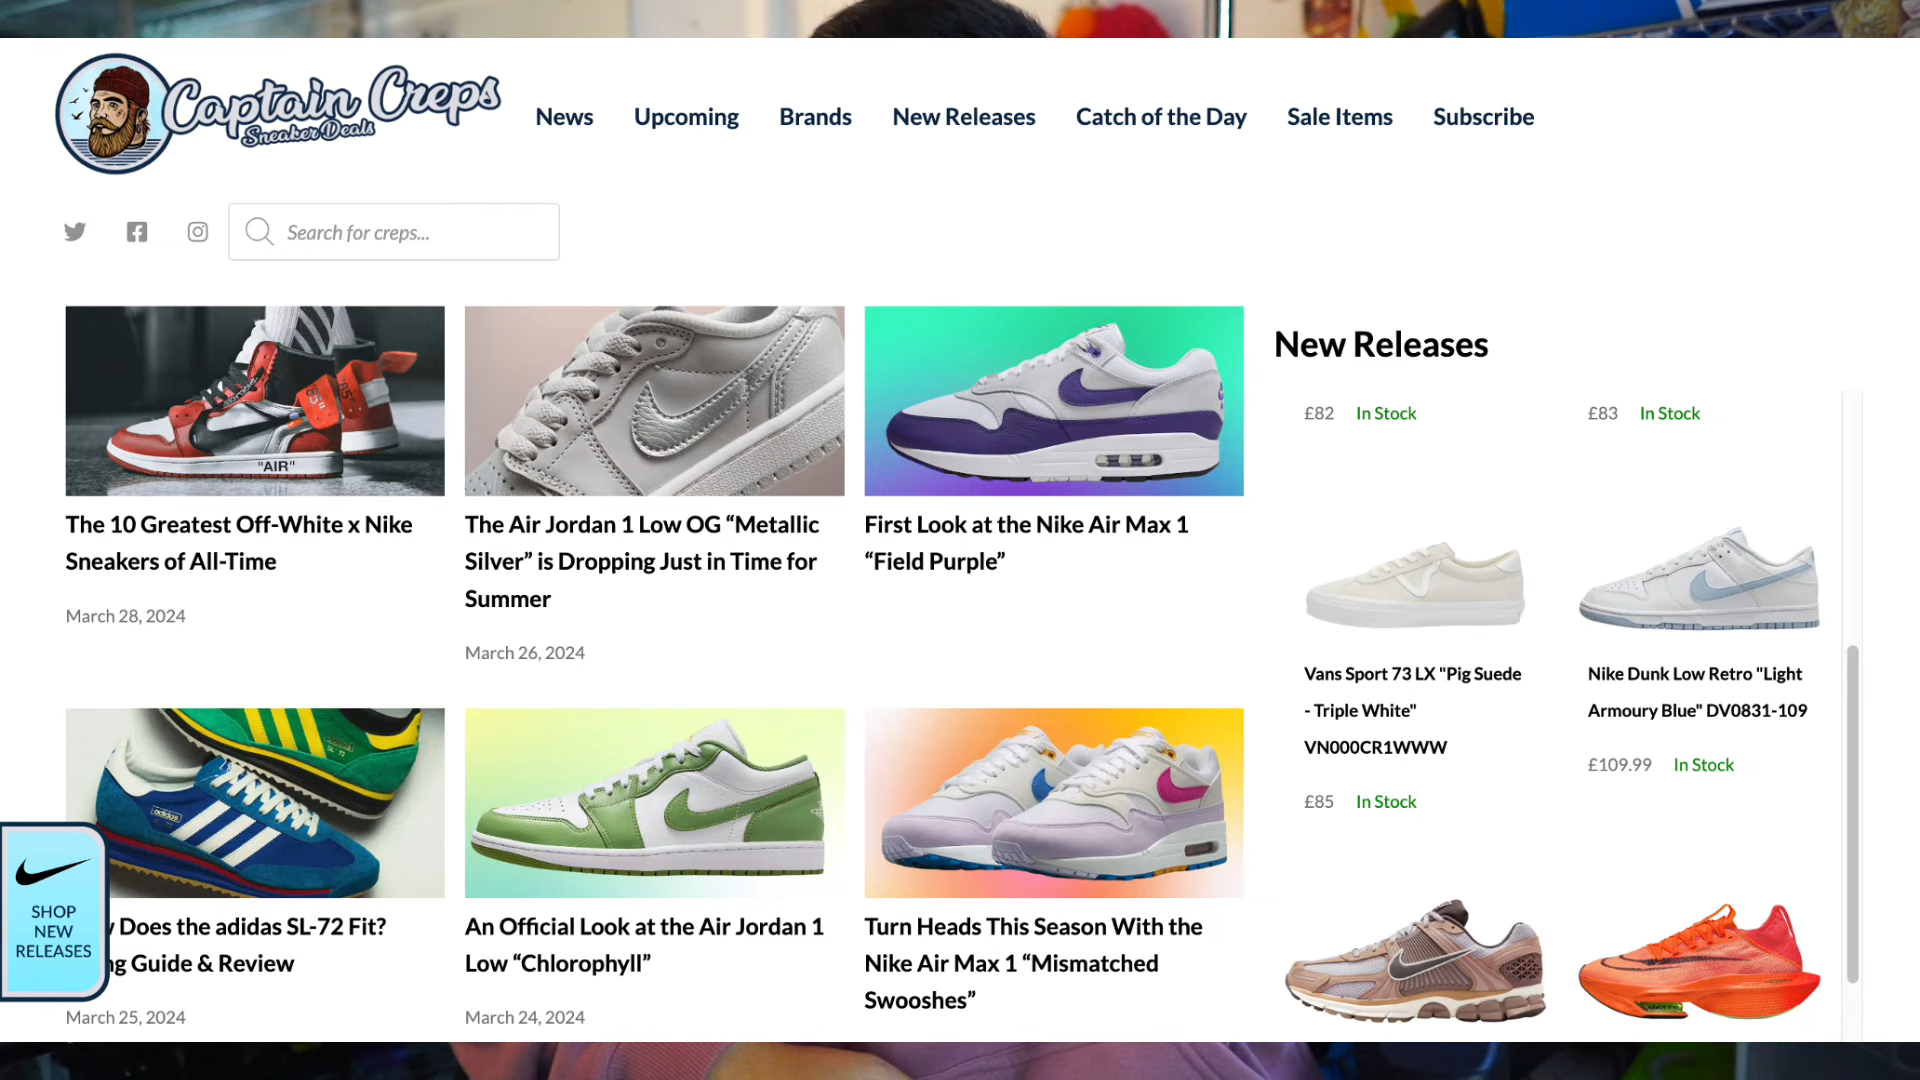 Captain Creps
Sneaker Deals
News
Upcoming
Brands
New Releases
Catch of the Day
Sale Items
Subscribe
Search for creps...
"AIR"
"85"
The 10 Greatest Off-White x Nike
Sneakers of All-Time
March 28, 2024
The Air Jordan 1 Low OG “Metallic
Silver” is Dropping Just in Time for
Summer
March 26, 2024
First Look at the Nike Air Max 1
“Field Purple”
adidas
SL 72
y Does the adidas SL-72 Fit?
ng Guide & Review
March 25, 2024
An Official Look at the Air Jordan 1
Low “Chlorophyll”
March 24, 2024
Turn Heads This Season With the
Nike Air Max 1 “Mismatched
Swooshes”
SHOP
NEW
RELEASES
New Releases
£82 In Stock
£83 In Stock
Vans Sport 73 LX "Pig Suede
- Triple White"
VN000CR1WWW
£85 In Stock
Nike Dunk Low Retro "Light
Armoury Blue" DV0831-109
£109.99 In Stock